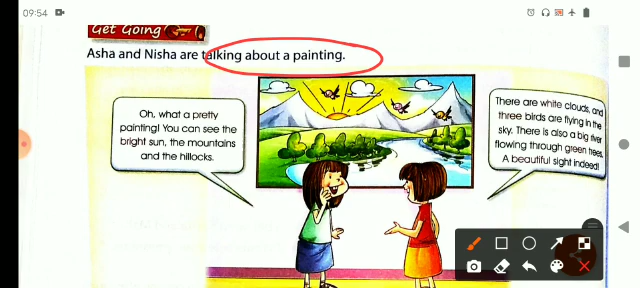 09:54
Get Going
Asha and Nisha are talking about a painting.
Oh, what a pretty
painting! You can see the
bright sun, the mountains
and the hillocks.
There are white clouds, and
three birds are flying in the
sky. There is also a big river
flowing through green trees.
A beautiful sight indeed!